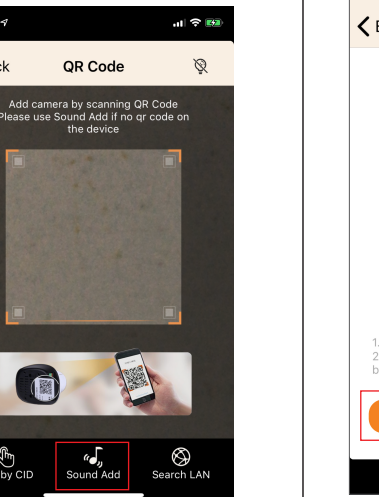 ck
QR Code
Add camera by scanning QR Code
Please use Sound Add if no qr code on
the device
by CID
Sound Add
Search LAN
1.
2
b